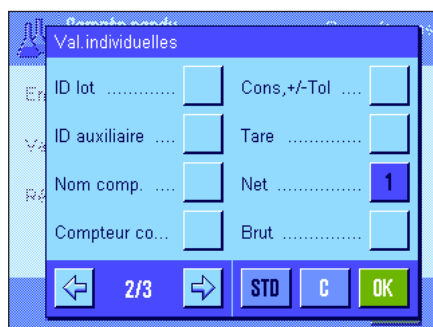 Val.individuelles
ID lot ............
Cons,+/-Tol ....
ID auxiliaire ....
Tare ..............
Nom comp. ....
Net ............... 1
Compteur co...
Brut ..............
2/3
STD
C
OK